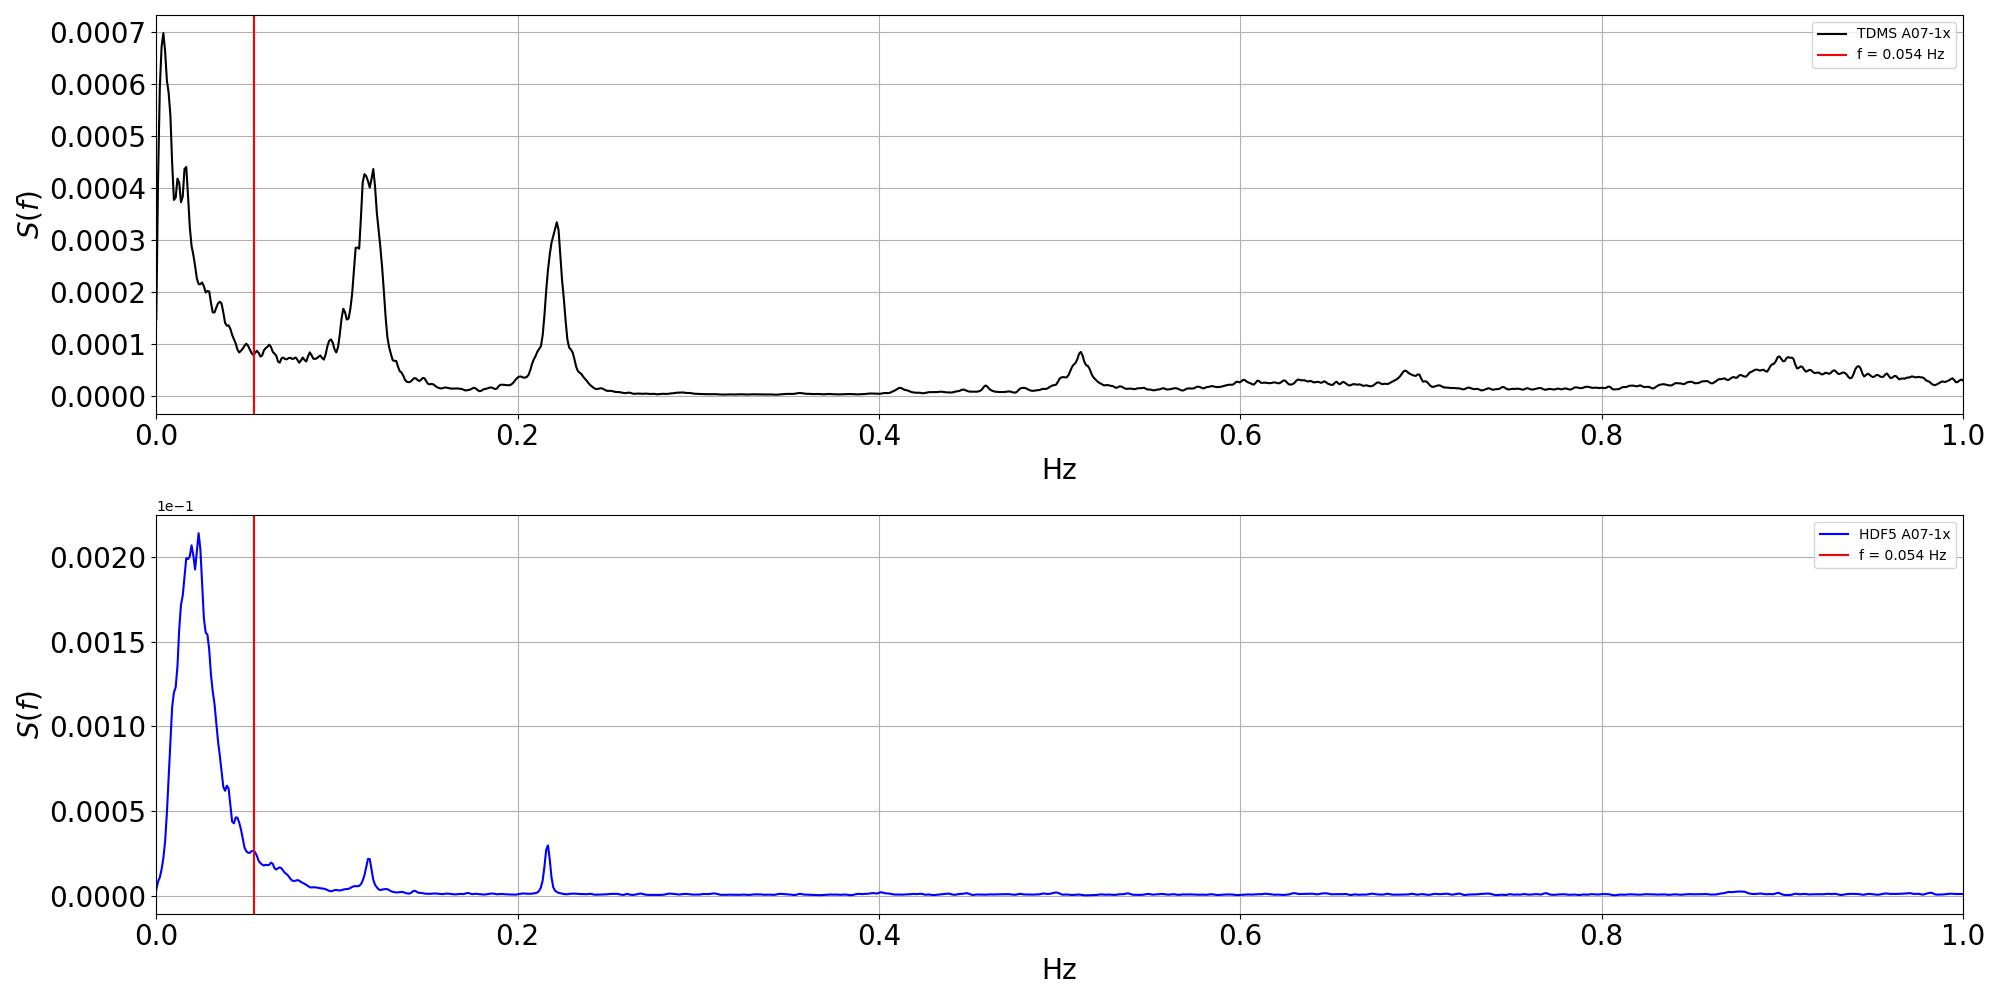 0.0007
0.0006
0.0005
0.0004
0.0003
0.0002
0.0001
0.0000
S(f)
TDMS A07-1x
f = 0.054 Hz
0.0 0.2 0.4 0.6 0.8 1.0
Hz
1e−1
0.0020
0.0015
0.0010
0.0005
0.0000
S(f)
HDF5 A07-1x
f = 0.054 Hz
0.0 0.2 0.4 0.6 0.8 1.0
Hz